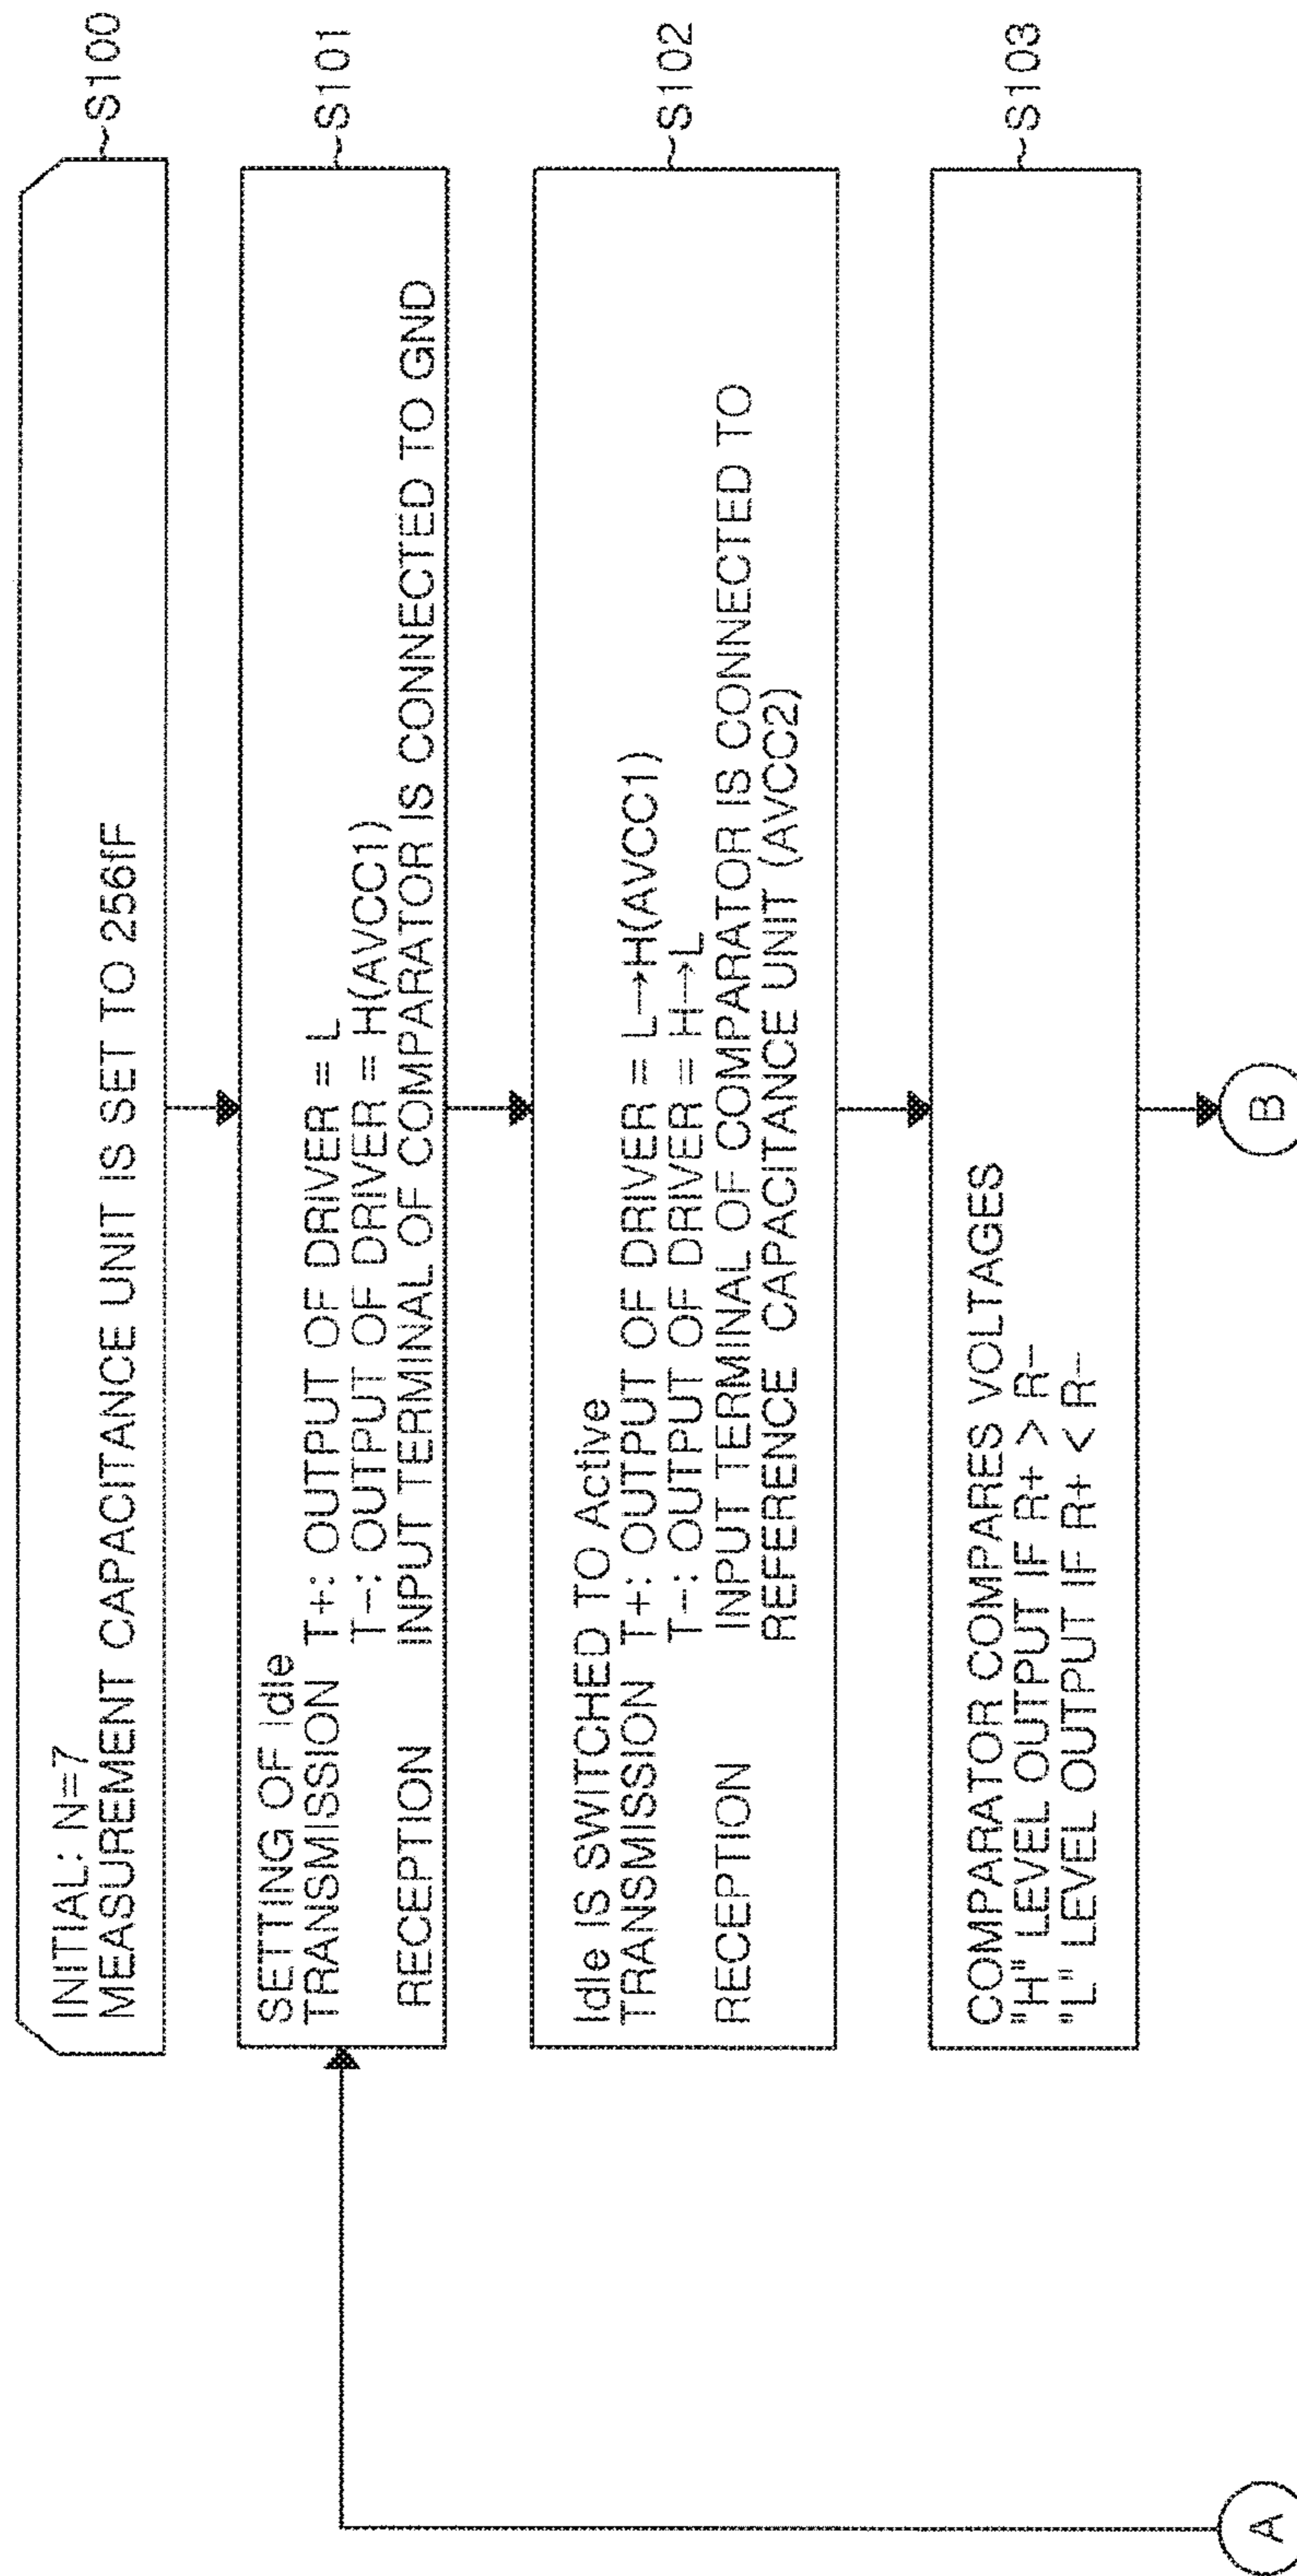 INITIAL: N=7
MEASUREMENT CAPACITANCE UNIT IS SET TO 256fF
~S100
SETTING OF Idle
TRANSMISSION T+: OUTPUT OF DRIVER = L
T-: OUTPUT OF DRIVER = H(AVCC1)
RECEPTION INPUT TERMINAL OF COMPARATOR IS CONNECTED TO GND
~S101
Idle IS SWITCHED TO Active
TRANSMISSION T+: OUTPUT OF DRIVER = L→H(AVCC1)
T-: OUTPUT OF DRIVER = H→L
RECEPTION INPUT TERMINAL OF COMPARATOR IS CONNECTED TO
REFERENCE CAPACITANCE UNIT (AVCC2)
~S102
COMPARATOR COMPARES VOLTAGES
"H" LEVEL OUTPUT IF R+ > R-
"L" LEVEL OUTPUT IF R+ < R-
~S103
A
B